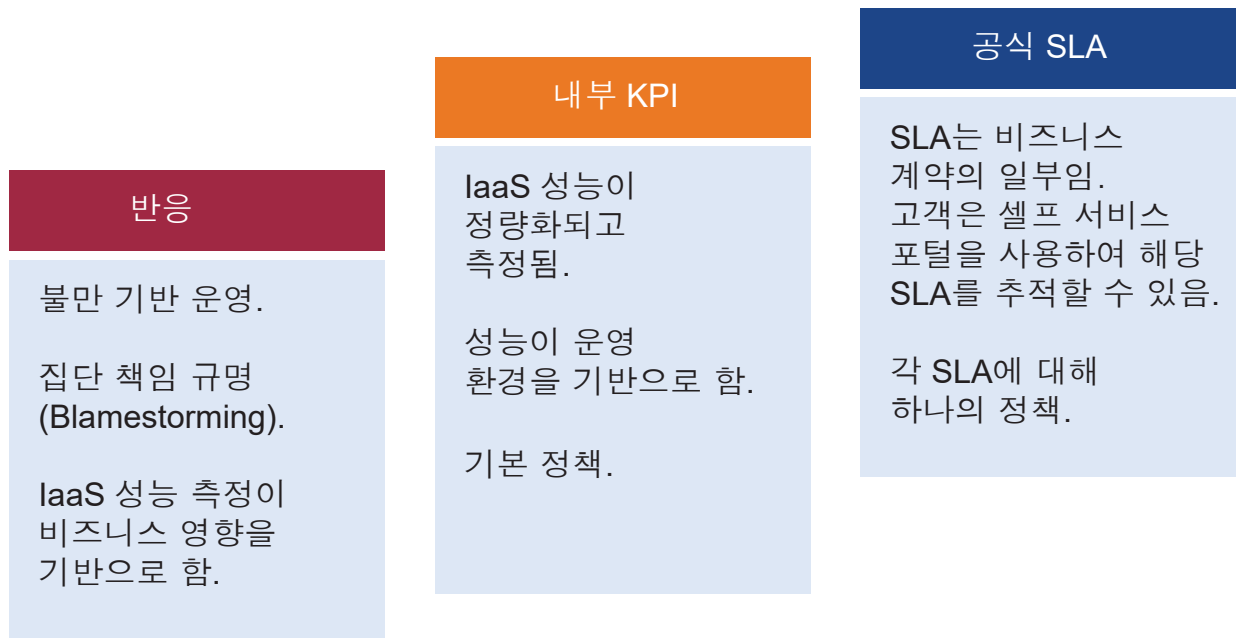 반응
불만 기반 운영.
집단 책임 규명
(Blamestorming).
IaaS 성능 측정이
비즈니스 영향을
기반으로 함.
내부 KPI
IaaS 성능이
정량화되고
측정됨.
성능이 운영
환경을 기반으로 함.
기본 정책.
공식 SLA
SLA는 비즈니스
계약의 일부임.
고객은 셀프 서비스
포털을 사용하여 해당
SLA를 추적할 수 있음.
각 SLA에 대해
하나의 정책.